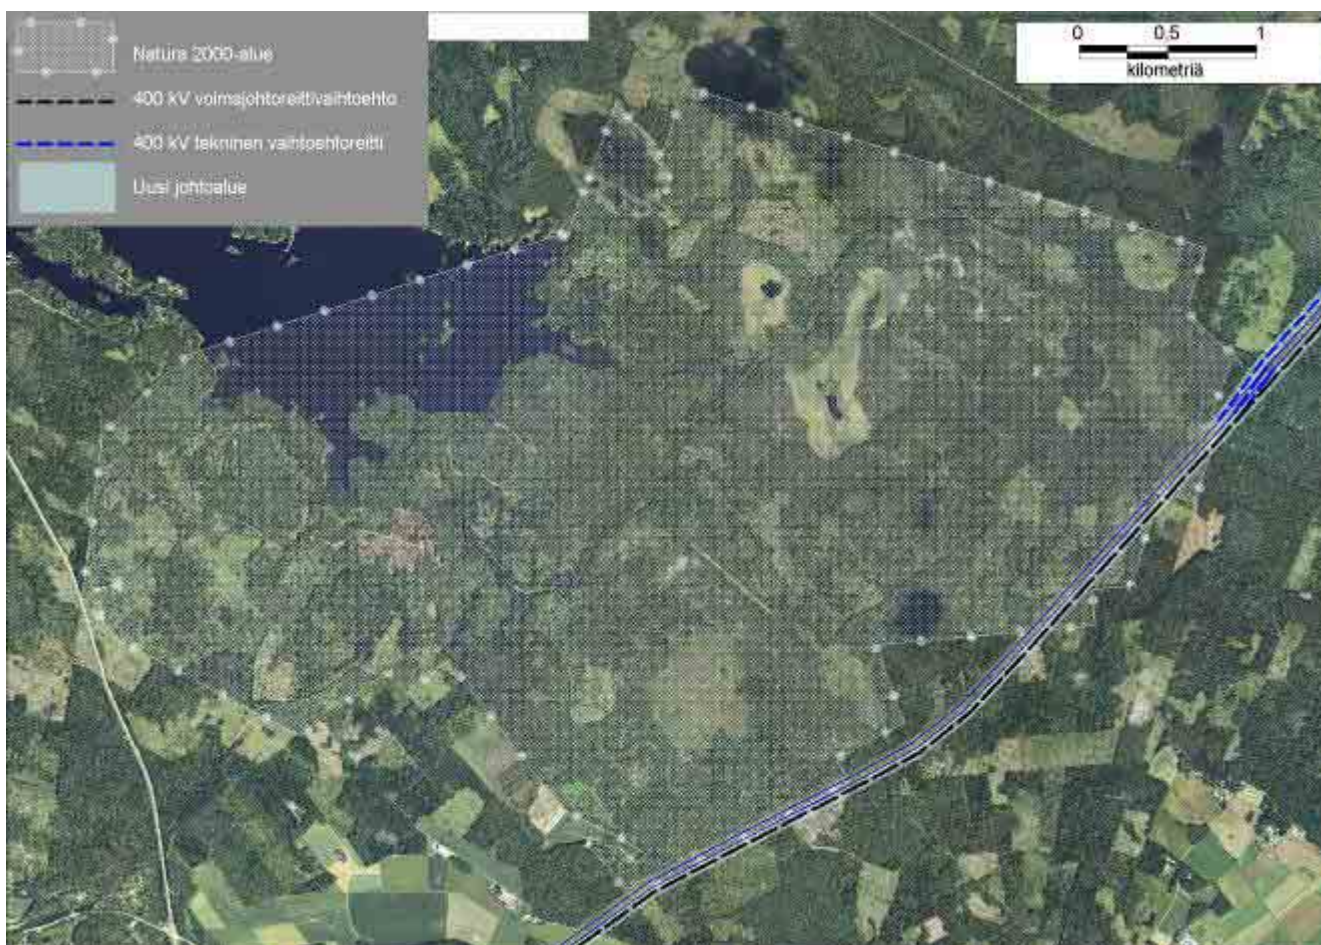 Natura 2000-alue
400 kV voimajohtoreittivaihtoehto
400 kV tekninen vaihtoehtoreitti
Uusi johtoalue
0 0,5 1
kilometriä